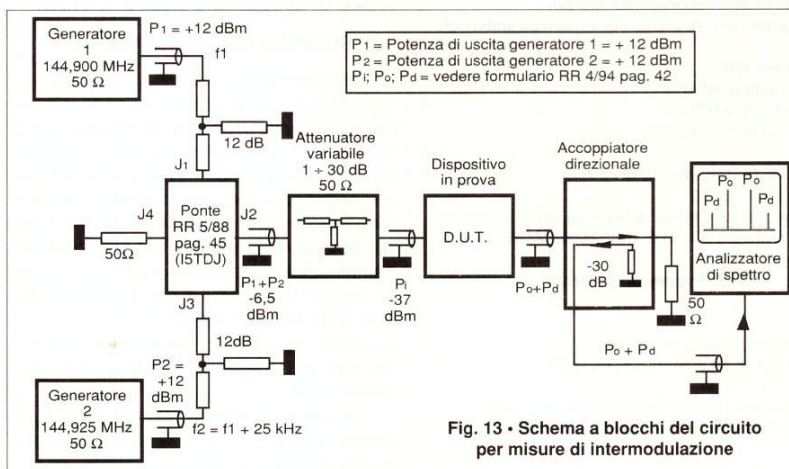 Generatore
1
144,900 MHz
50 Ω
P1 = +12 dBm
f1
P1 = Potenza di uscita generatore 1 = + 12 dBm
P2 = Potenza di uscita generatore 2 = + 12 dBm
Pi; Po; Pd = vedere formulario RR 4/94 pag. 42
12 dB
J1
Attenuatore
variabile
1 ÷ 30 dB
50 Ω
Dispositivo
in prova
Accoppiatore
direzionale
Pd
Po
Po
Pd
Analizzatore
di spettro
J4
50Ω
Ponte
RR 5/88
pag. 45
(I5TDJ)
J2
D.U.T.
-30
dB
P1+P2
-6,5
dBm
Pi
-37
dBm
Po+Pd
50
Ω
J3
12dB
Po + Pd
P2 =
+12
dBm
Generatore
2
144,925 MHz
50 Ω
f2 = f1 + 25 kHz
Fig. 13 • Schema a blocchi del circuito
per misure di intermodulazione